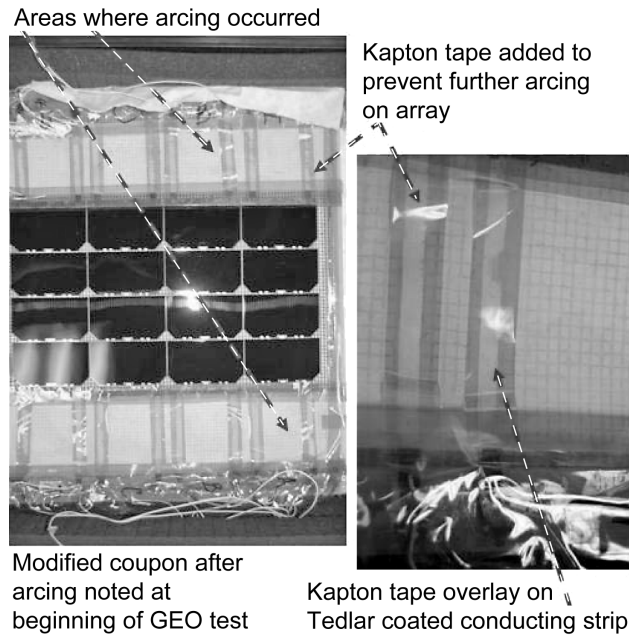 Areas where arcing occurred
Kapton tape added to
prevent further arcing
on array
Modified coupon after
arcing noted at
beginning of GEO test
Kapton tape overlay on
Tedlar coated conducting strip